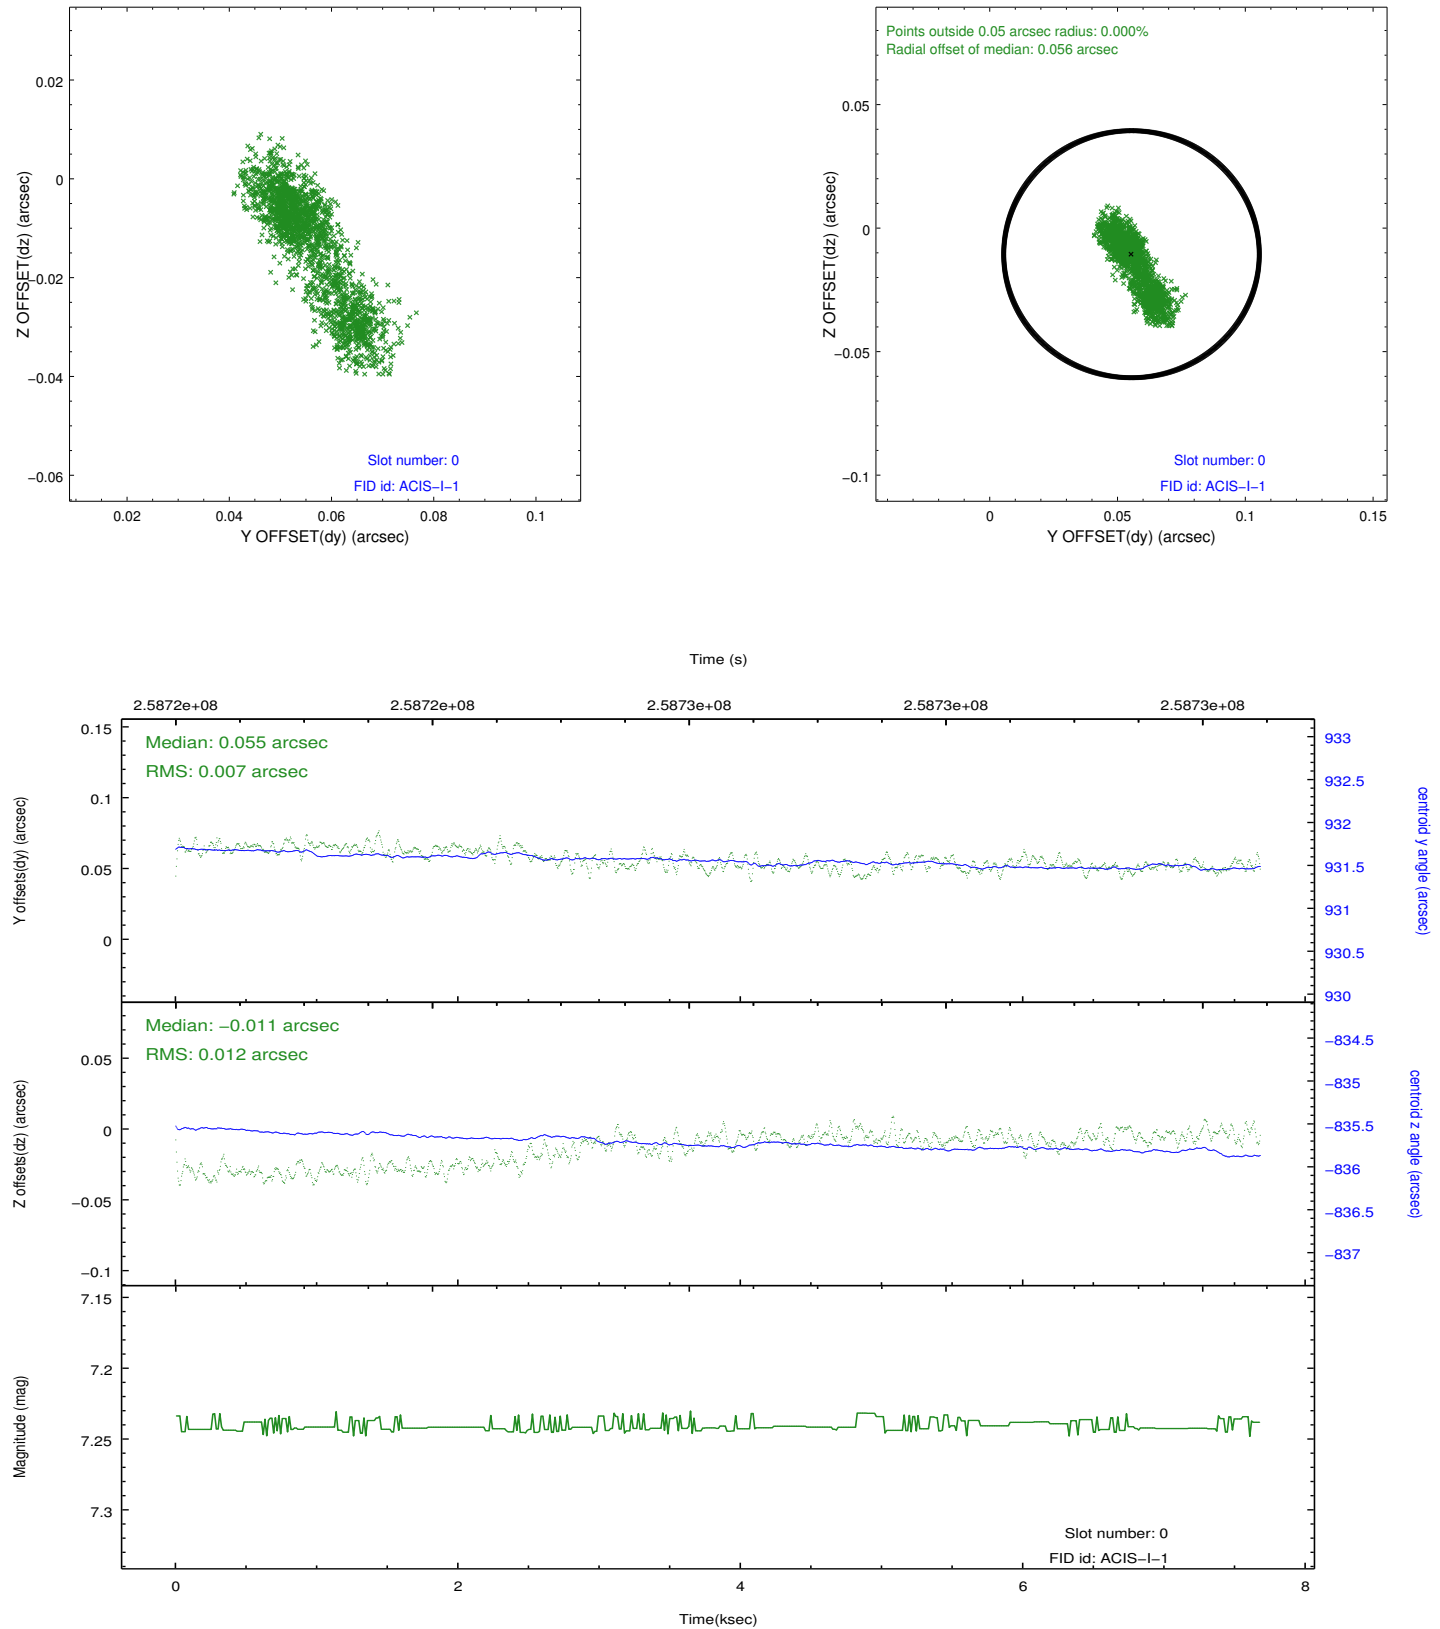 0.02
0
−0.02
−0.04
−0.06
Z OFFSET(dz) (arcsec)
Slot number: 0
FID id: ACIS−I−1
0.02
0.04
0.06
0.08
0.1
Y OFFSET(dy) (arcsec)
Points outside 0.05 arcsec radius: 0.000%
Radial offset of median: 0.056 arcsec
0.05
0
−0.05
−0.1
Z OFFSET(dz) (arcsec)
Slot number: 0
FID id: ACIS−I−1
0
0.05
0.1
0.15
Y OFFSET(dy) (arcsec)
Time (s)
2.5872e+08
2.5872e+08
2.5873e+08
2.5873e+08
2.5873e+08
0.15
0.1
0.05
0
Y offsets(dy) (arcsec)
Median: 0.055 arcsec
RMS: 0.007 arcsec
933
932.5
932
931.5
931
930.5
930
centroid y angle (arcsec)
0.05
0
−0.05
−0.1
Z offsets(dz) (arcsec)
Median: −0.011 arcsec
RMS: 0.012 arcsec
−834.5
−835
−835.5
−836
−836.5
−837
centroid z angle (arcsec)
7.15
7.2
7.25
7.3
Magnitude (mag)
Slot number: 0
FID id: ACIS−I−1
0
2
4
6
8
Time(ksec)